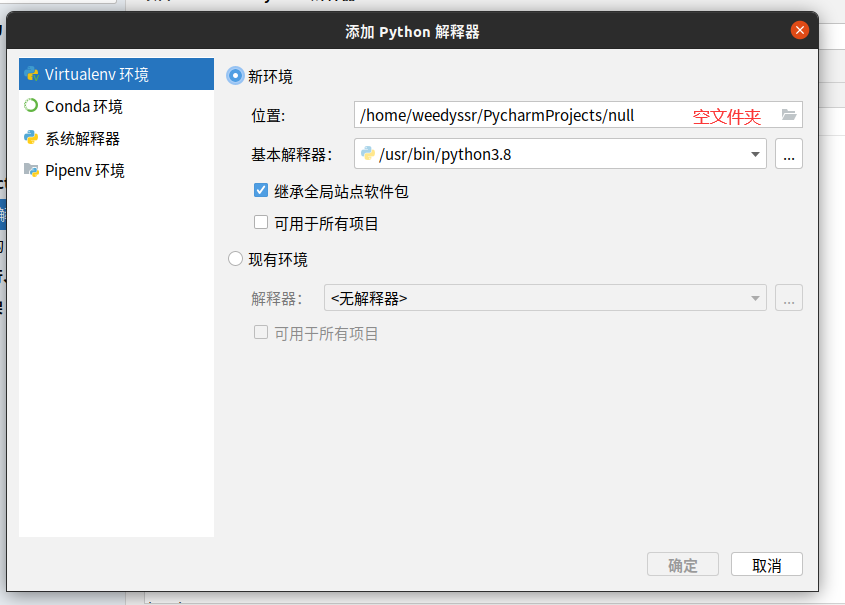 添加 Python 解释器
Virtualenv 环境
Conda 环境
系统解释器
Pipenv 环境
新环境
位置:
/home/weedyssr/PycharmProjects/null
空文件夹
基本解释器:
/usr/bin/python3.8
...
继承全局站点软件包
可用于所有项目
现有环境
解释器:
<无解释器>
...
可用于所有项目
确定
取消